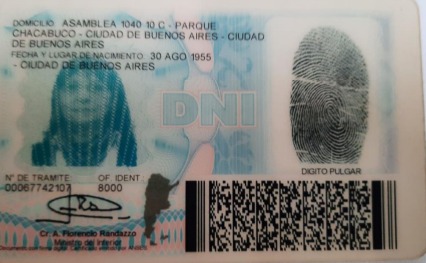 DOMICILIO: ASAMBLEA 1040 10 C - PARQUE
CHACABUCO - CIUDAD DE BUENOS AIRES - CIUDAD
DE BUENOS AIRES
FECHA Y LUGAR DE NACIMIENTO: 30 AGO 1955
- CIUDAD DE BUENOS AIRES
DNI
DIGITO PULGAR
N° DE TRAMITE: OF IDENT:
00067742107 8000
Cr. A. Florencio Randazzo
Ministro del Interior